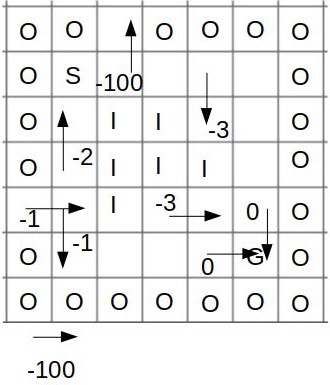 O O O O O O
O S -100 O
O I I -3 O
O -2 I I I O
-1 I -3 0 O
O -1 0 G O
O O O O O O O
-100